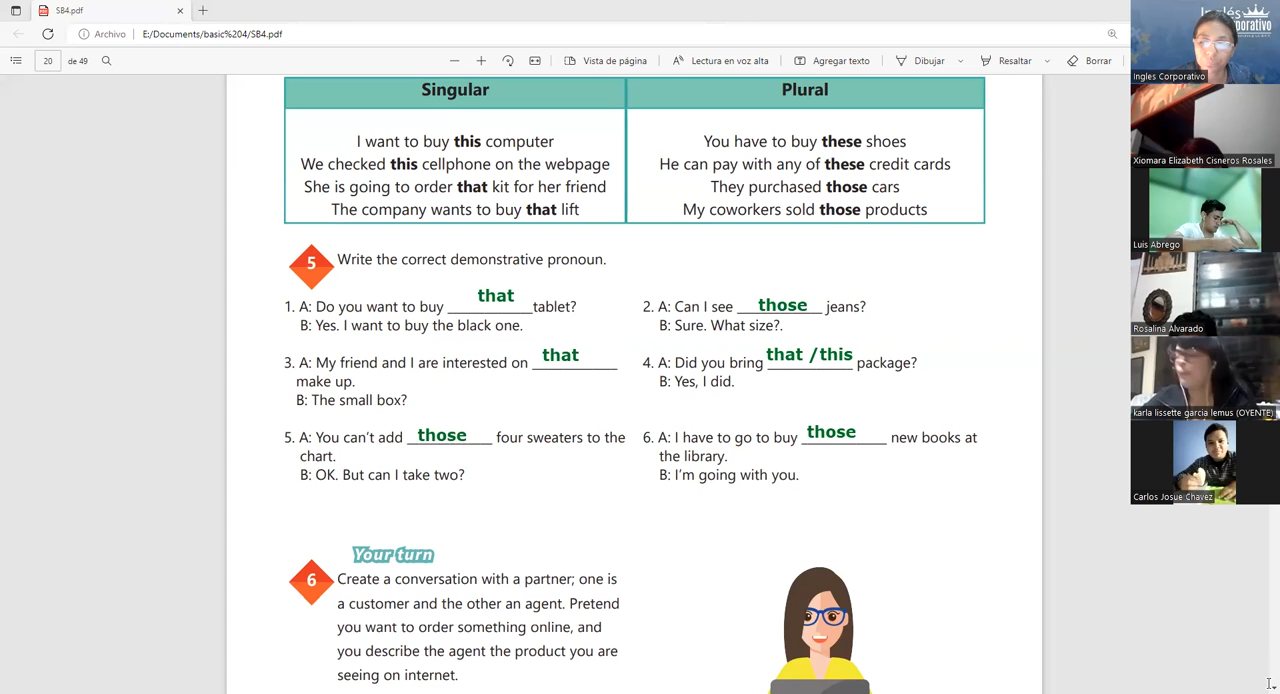 SB4.pdf
Archivo E:/Documents/basic%204/SB4.pdf
20 de 49 Vista de página Lectura en voz alta Agregar texto Dibujar Resaltar Borrar
Singular Plural
I want to buy this computer You have to buy these shoes
We checked this cellphone on the webpage He can pay with any of these credit cards
She is going to order that kit for her friend They purchased those cars
The company wants to buy that lift My coworkers sold those products
5 Write the correct demonstrative pronoun.
1. A: Do you want to buy that tablet?
B: Yes. I want to buy the black one.
2. A: Can I see those jeans?
B: Sure. What size?.
3. A: My friend and I are interested on that
make up.
B: The small box?
4. A: Did you bring that /this package?
B: Yes, I did.
5. A: You can't add those four sweaters to the
chart.
B: OK. But can I take two?
6. A: I have to go to buy those new books at
the library.
B: I'm going with you.
Your turn
6 Create a conversation with a partner; one is
a customer and the other an agent. Pretend
you want to order something online, and
you describe the agent the product you are
seeing on internet.
Inglés
Ingles Corporativo
Xiomara Elizabeth Cisneros Rosales
Luis Abrego
Rosalina Alvarado
karla lissette garcia lemus (OYENTE)
Carlos Josue Chavez